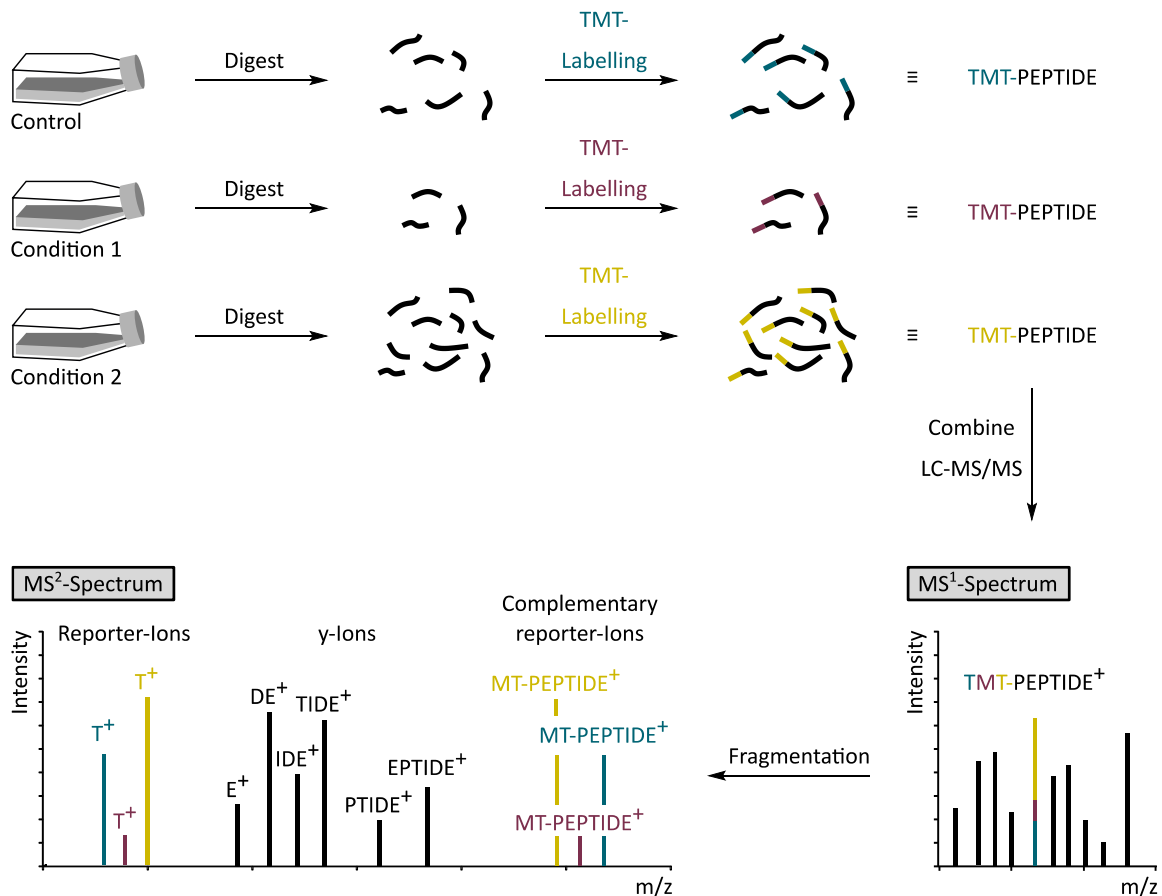 TMT-
Digest
Labelling
≡ TMT-PEPTIDE
Control
TMT-
Digest
Labelling
≡ TMT-PEPTIDE
Condition 1
TMT-
Digest
Labelling
≡ TMT-PEPTIDE
Condition 2
Combine
LC-MS/MS
MS²-Spectrum
Intensity
Reporter-Ions
y-Ions
Complementary
reporter-Ions
T⁺
T⁺
T⁺
E⁺
DE⁺
IDE⁺
TIDE⁺
PTIDE⁺
EPTIDE⁺
MT-PEPTIDE⁺
MT-PEPTIDE⁺
MT-PEPTIDE⁺
m/z
Fragmentation
MS¹-Spectrum
Intensity
TMT-PEPTIDE⁺
m/z